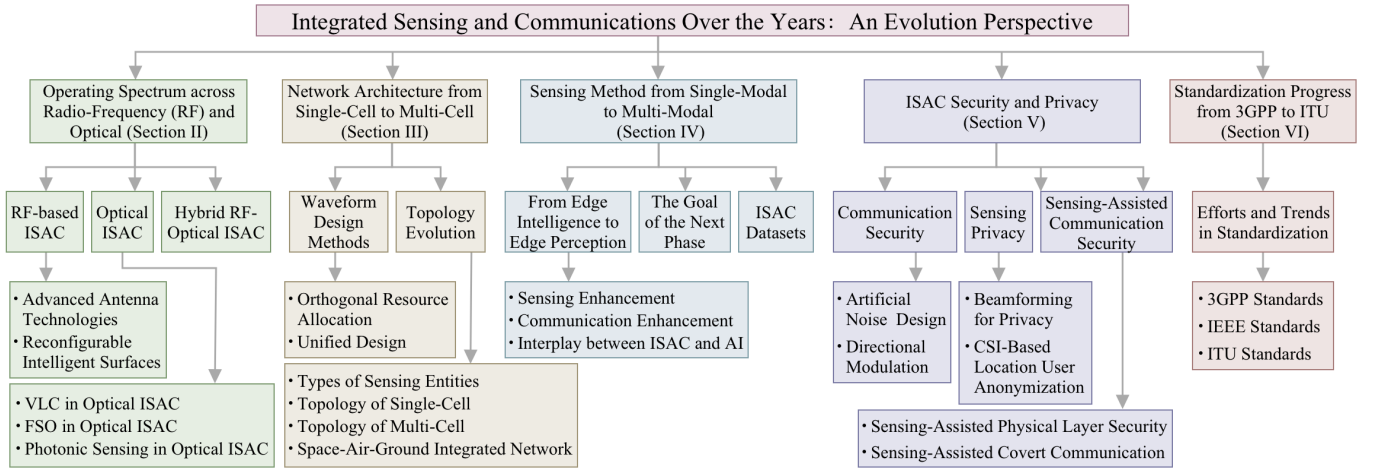 Integrated Sensing and Communications Over the Years: An Evolution Perspective
Operating Spectrum across
Radio-Frequency (RF) and
Optical (Section II)
Network Architecture from
Single-Cell to Multi-Cell
(Section III)
Sensing Method from Single-Modal
to Multi-Modal
(Section IV)
ISAC Security and Privacy
(Section V)
Standardization Progress
from 3GPP to ITU
(Section VI)
RF-based
ISAC
Optical
ISAC
Hybrid RF-
Optical ISAC
Waveform
Design
Methods
Topology
Evolution
From Edge
Intelligence to
Edge Perception
The Goal
of the Next
Phase
ISAC
Datasets
Communication
Security
Sensing
Privacy
Sensing-Assisted
Communication
Security
Efforts and Trends
in Standardization
• Advanced Antenna
Technologies
• Reconfigurable
Intelligent Surfaces
• VLC in Optical ISAC
• FSO in Optical ISAC
• Photonic Sensing in Optical ISAC
• Orthogonal Resource
Allocation
• Unified Design
• Types of Sensing Entities
• Topology of Single-Cell
• Topology of Multi-Cell
• Space-Air-Ground Integrated Network
• Sensing Enhancement
• Communication Enhancement
• Interplay between ISAC and AI
• Artificial
Noise Design
• Directional
Modulation
• Beamforming
for Privacy
• CSI-Based
Location User
Anonymization
• Sensing-Assisted Physical Layer Security
• Sensing-Assisted Covert Communication
• 3GPP Standards
• IEEE Standards
• ITU Standards